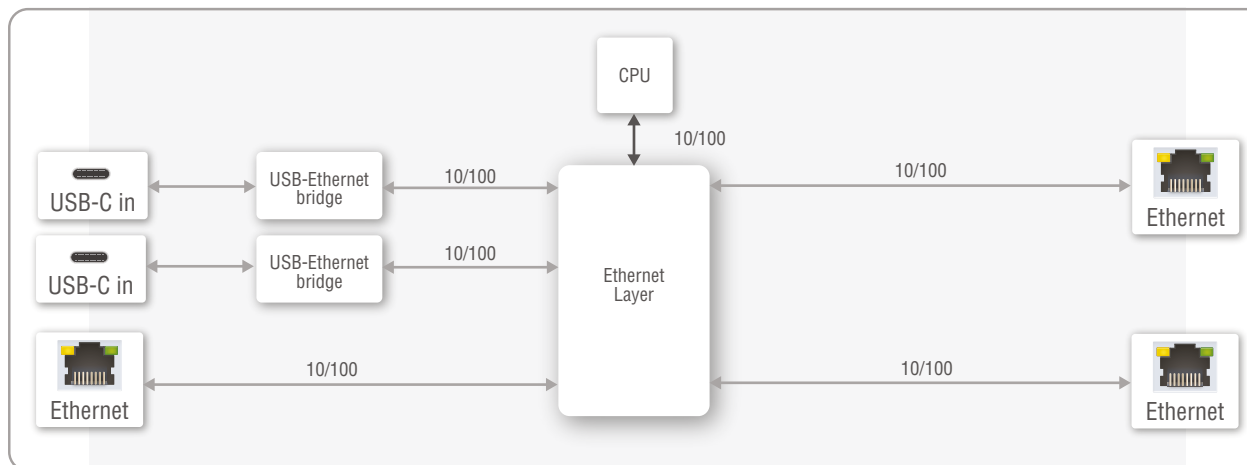 CPU
10/100
USB-C in
USB-Ethernet
bridge
10/100
10/100
Ethernet
USB-C in
USB-Ethernet
bridge
10/100
Ethernet
Layer
Ethernet
10/100
10/100
Ethernet